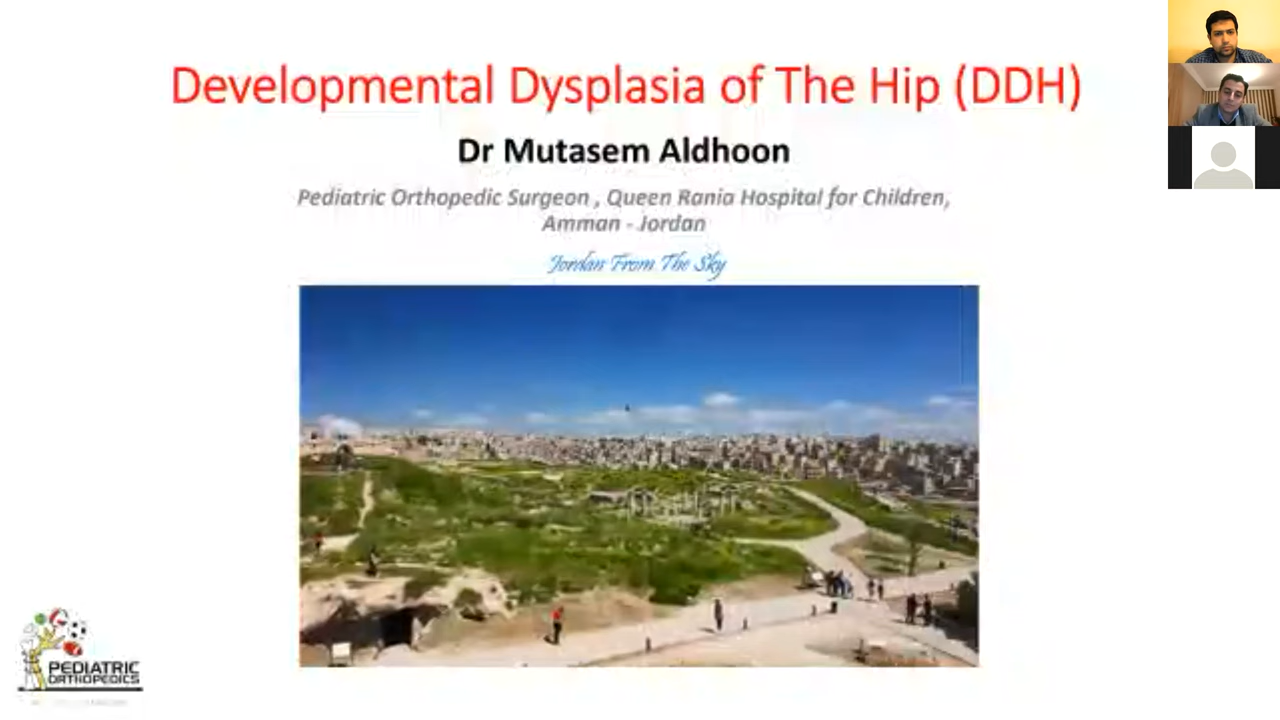 Developmental Dysplasia of The Hip (DDH)
Dr Mutasem Aldhoon
Pediatric Orthopedic Surgeon , Queen Rania Hospital for Children,
Amman - Jordan
Jordan From The Sky
PEDIATRIC
ORTHOPEDICS